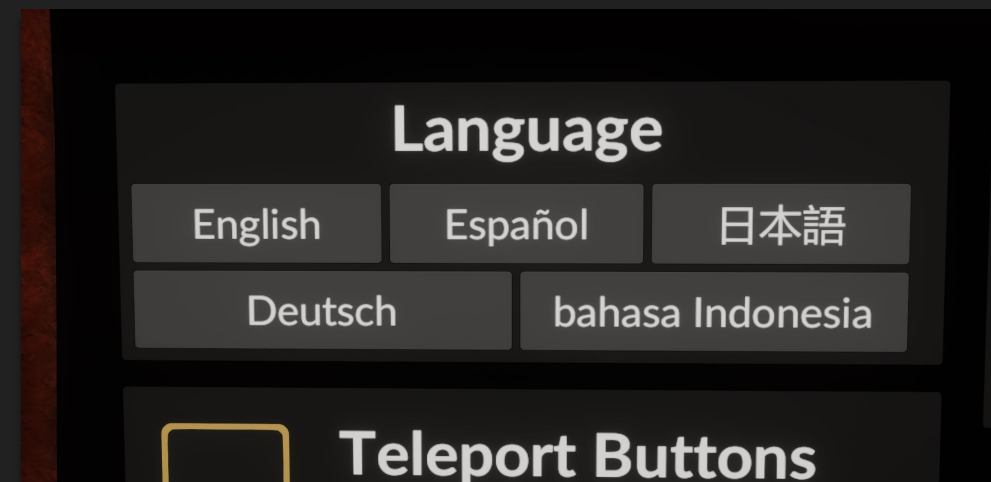 Language
English Español 日本語
Deutsch bahasa Indonesia
Teleport Buttons